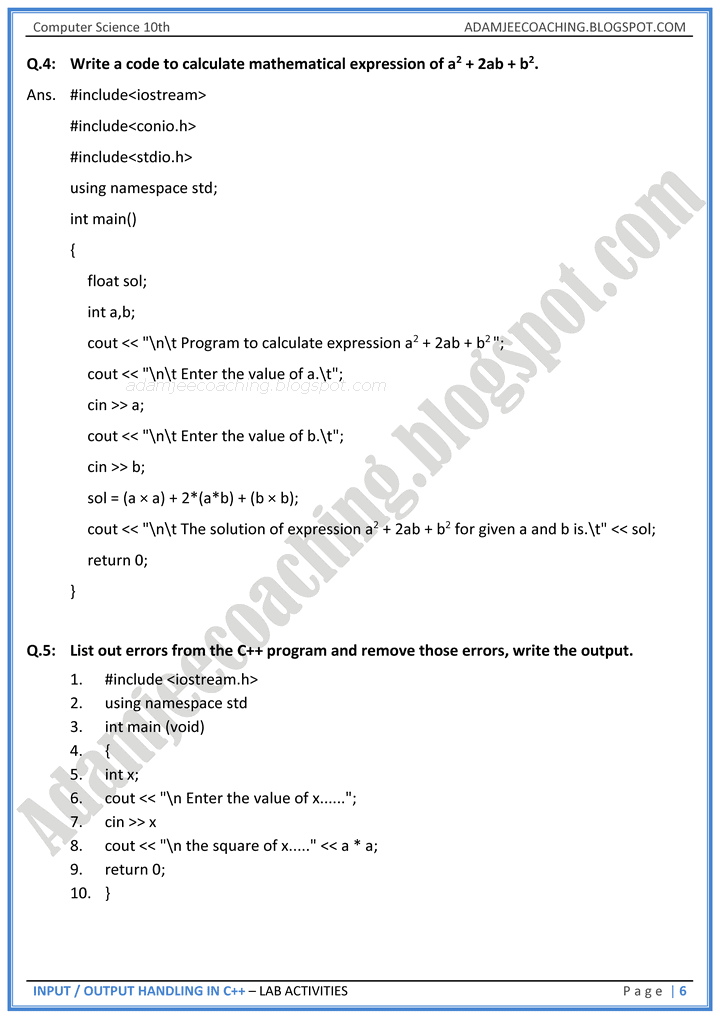 Computer Science 10th ADAMJEECOACHING.BLOGSPOT.COM
Q.4: Write a code to calculate mathematical expression of a² + 2ab + b².
Ans. #include<iostream>
#include<conio.h>
#include<stdio.h>
using namespace std;
int main()
{
float sol;
int a,b;
cout << "\n\t Program to calculate expression a² + 2ab + b² ";
cout << "\n\t Enter the value of a.\t";
adamjeecoaching.blogspot.com
cin >> a;
cout << "\n\t Enter the value of b.\t";
cin >> b;
sol = (a × a) + 2*(a*b) + (b × b);
cout << "\n\t The solution of expression a² + 2ab + b² for given a and b is.\t" << sol;
return 0;
}
Q.5: List out errors from the C++ program and remove those errors, write the output.
1. #include <iostream.h>
2. using namespace std
3. int main (void)
4. {
5. int x;
6. cout << "\n Enter the value of x......";
7. cin >> x
8. cout << "\n the square of x....." << a * a;
9. return 0;
10. }
Adamjeecoaching.blogspot.com
INPUT / OUTPUT HANDLING IN C++ – LAB ACTIVITIES Page | 6